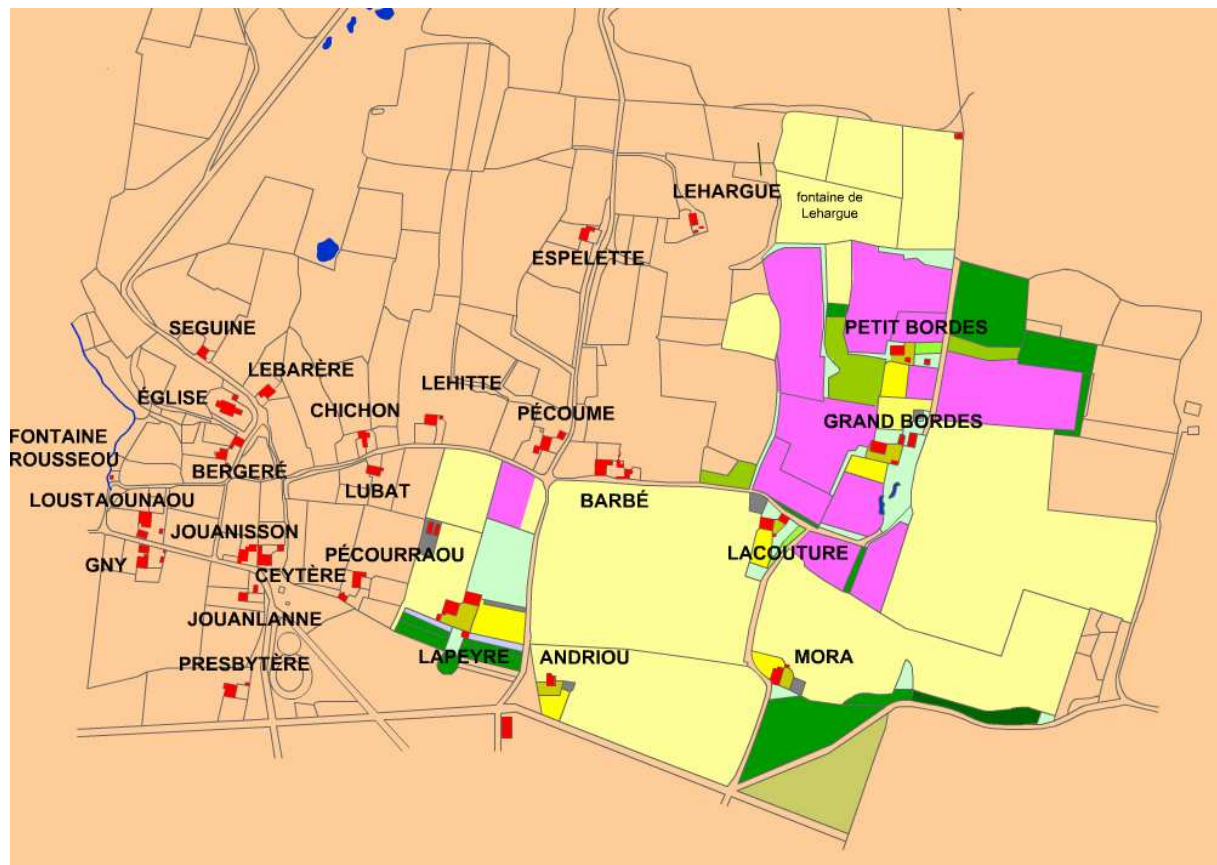 LEHARGUE
fontaine de
Lehargue
ESPELETTE
SEGUINE
PETIT BORDES
LEBARÈRE
LEHITTE
ÉGLISE
CHICHON
PÉCOUME
GRAND BORDES
FONTAINE
ROUSSEOU
BERGERÉ
LUBAT
BARBÉ
LOUSTAOUNAOU
JOUANISSON
PÉCOURRAOU
LACOUTURE
GNY
CEYTÈRE
JOUANLANNE
LAPEYRE
ANDRIOU
MORA
PRESBYTÈRE